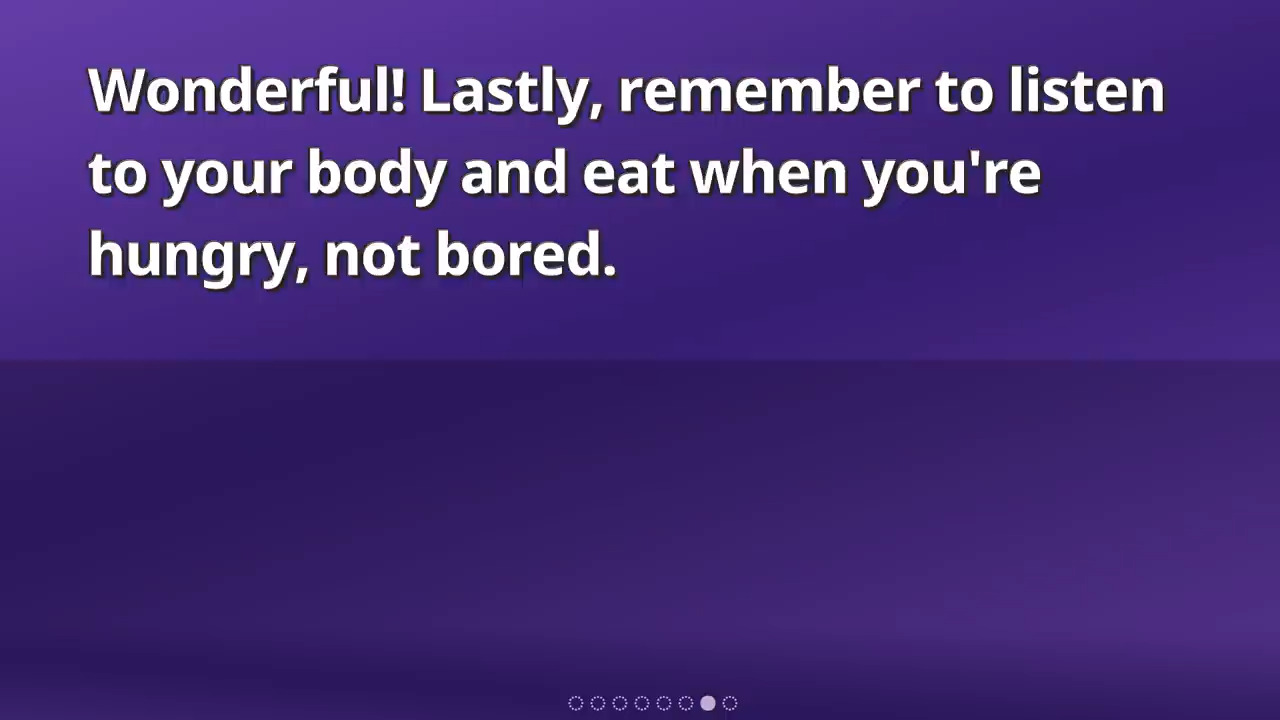 Wonderful! Lastly, remember to listen
to your body and eat when you're
hungry, not bored.